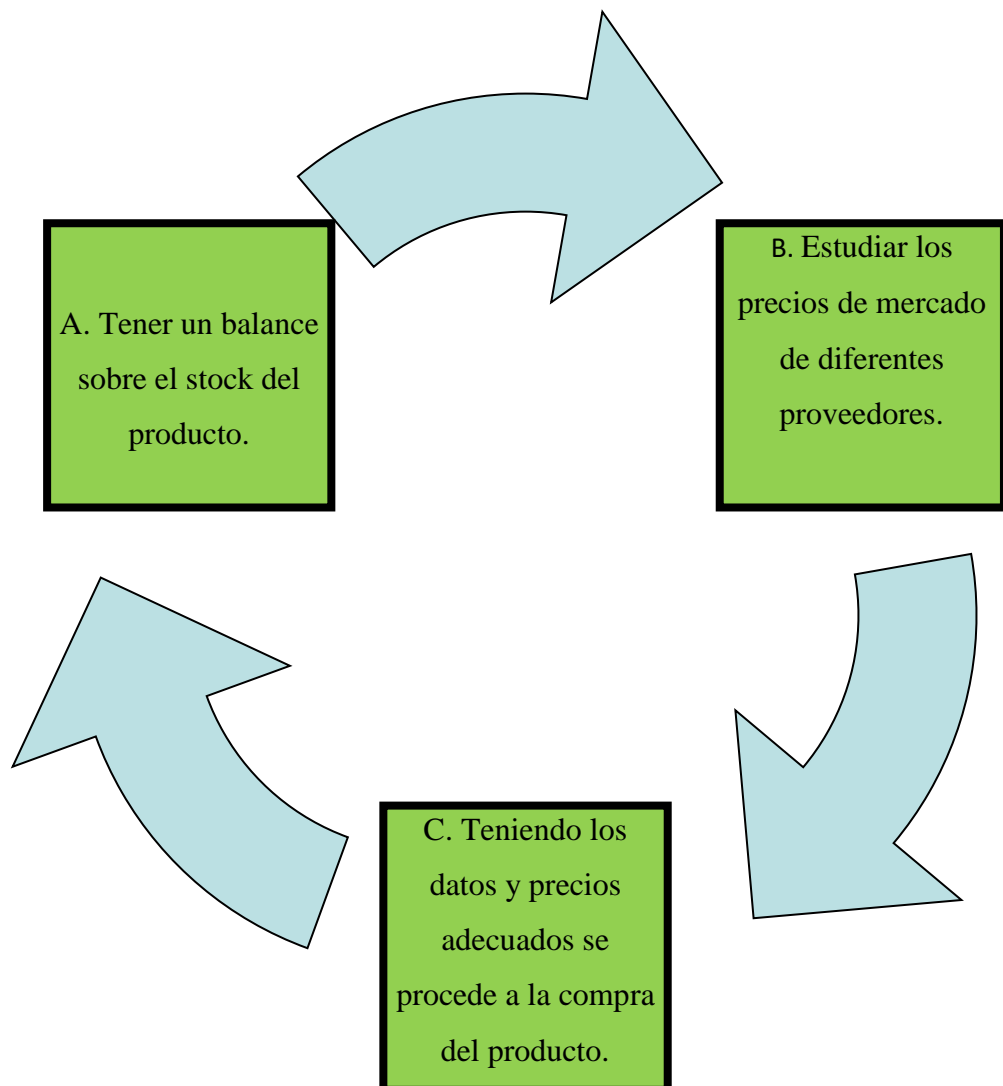 A. Tener un balance
sobre el stock del
producto.
B. Estudiar los
precios de mercado
de diferentes
proveedores.
C. Teniendo los
datos y precios
adecuados se
procede a la compra
del producto.